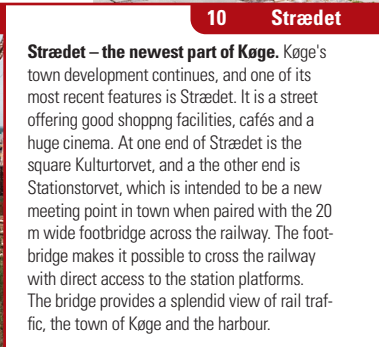 10 Strædet
Strædet – the newest part of Køge. Køge's
town development continues, and one of its
most recent features is Strædet. It is a street
offering good shoppng facilities, cafés and a
huge cinema. At one end of Strædet is the
square Kulturtorvet, and a the other end is
Stationstorvet, which is intended to be a new
meeting point in town when paired with the 20
m wide footbridge across the railway. The foot-
bridge makes it possible to cross the railway
with direct access to the station platforms.
The bridge provides a splendid view of rail traf-
fic, the town of Køge and the harbour.